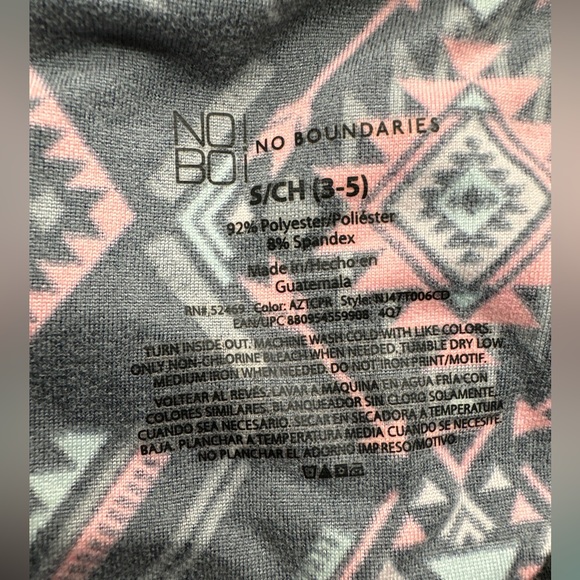 NO
BO
NO BOUNDARIES
S/CH (3-5)
92% Polyester/Poliéster
8% Spandex
Made in/Hecho en
Guatemala
RN#.52469 Color: AZTCPR Style: NJ47T006CD
EAN/UPC 880954559908 4Q7
TURN INSIDE OUT. MACHINE WASH COLD WITH LIKE COLORS.
ONLY NON-CHLORINE BLEACH WHEN NEEDED. TUMBLE DRY LOW.
MEDIUM IRON WHEN NEEDED. DO NOT IRON PRINT/MOTIF.
VOLTEAR AL REVÉS. LAVAR A MAQUINA EN AGUA FRÍA CON
COLORES SIMILARES. BLANQUEADOR SIN CLORO SOLAMENTE,
CUANDO SEA NECESARIO. SECAR EN SECADORA A TEMPERATURA
BAJA. PLANCHAR A TEMPERATURA MEDIA CUANDO SE NECESITE.
NO PLANCHAR EL ADORNO IMPRESO/MOTIVO.